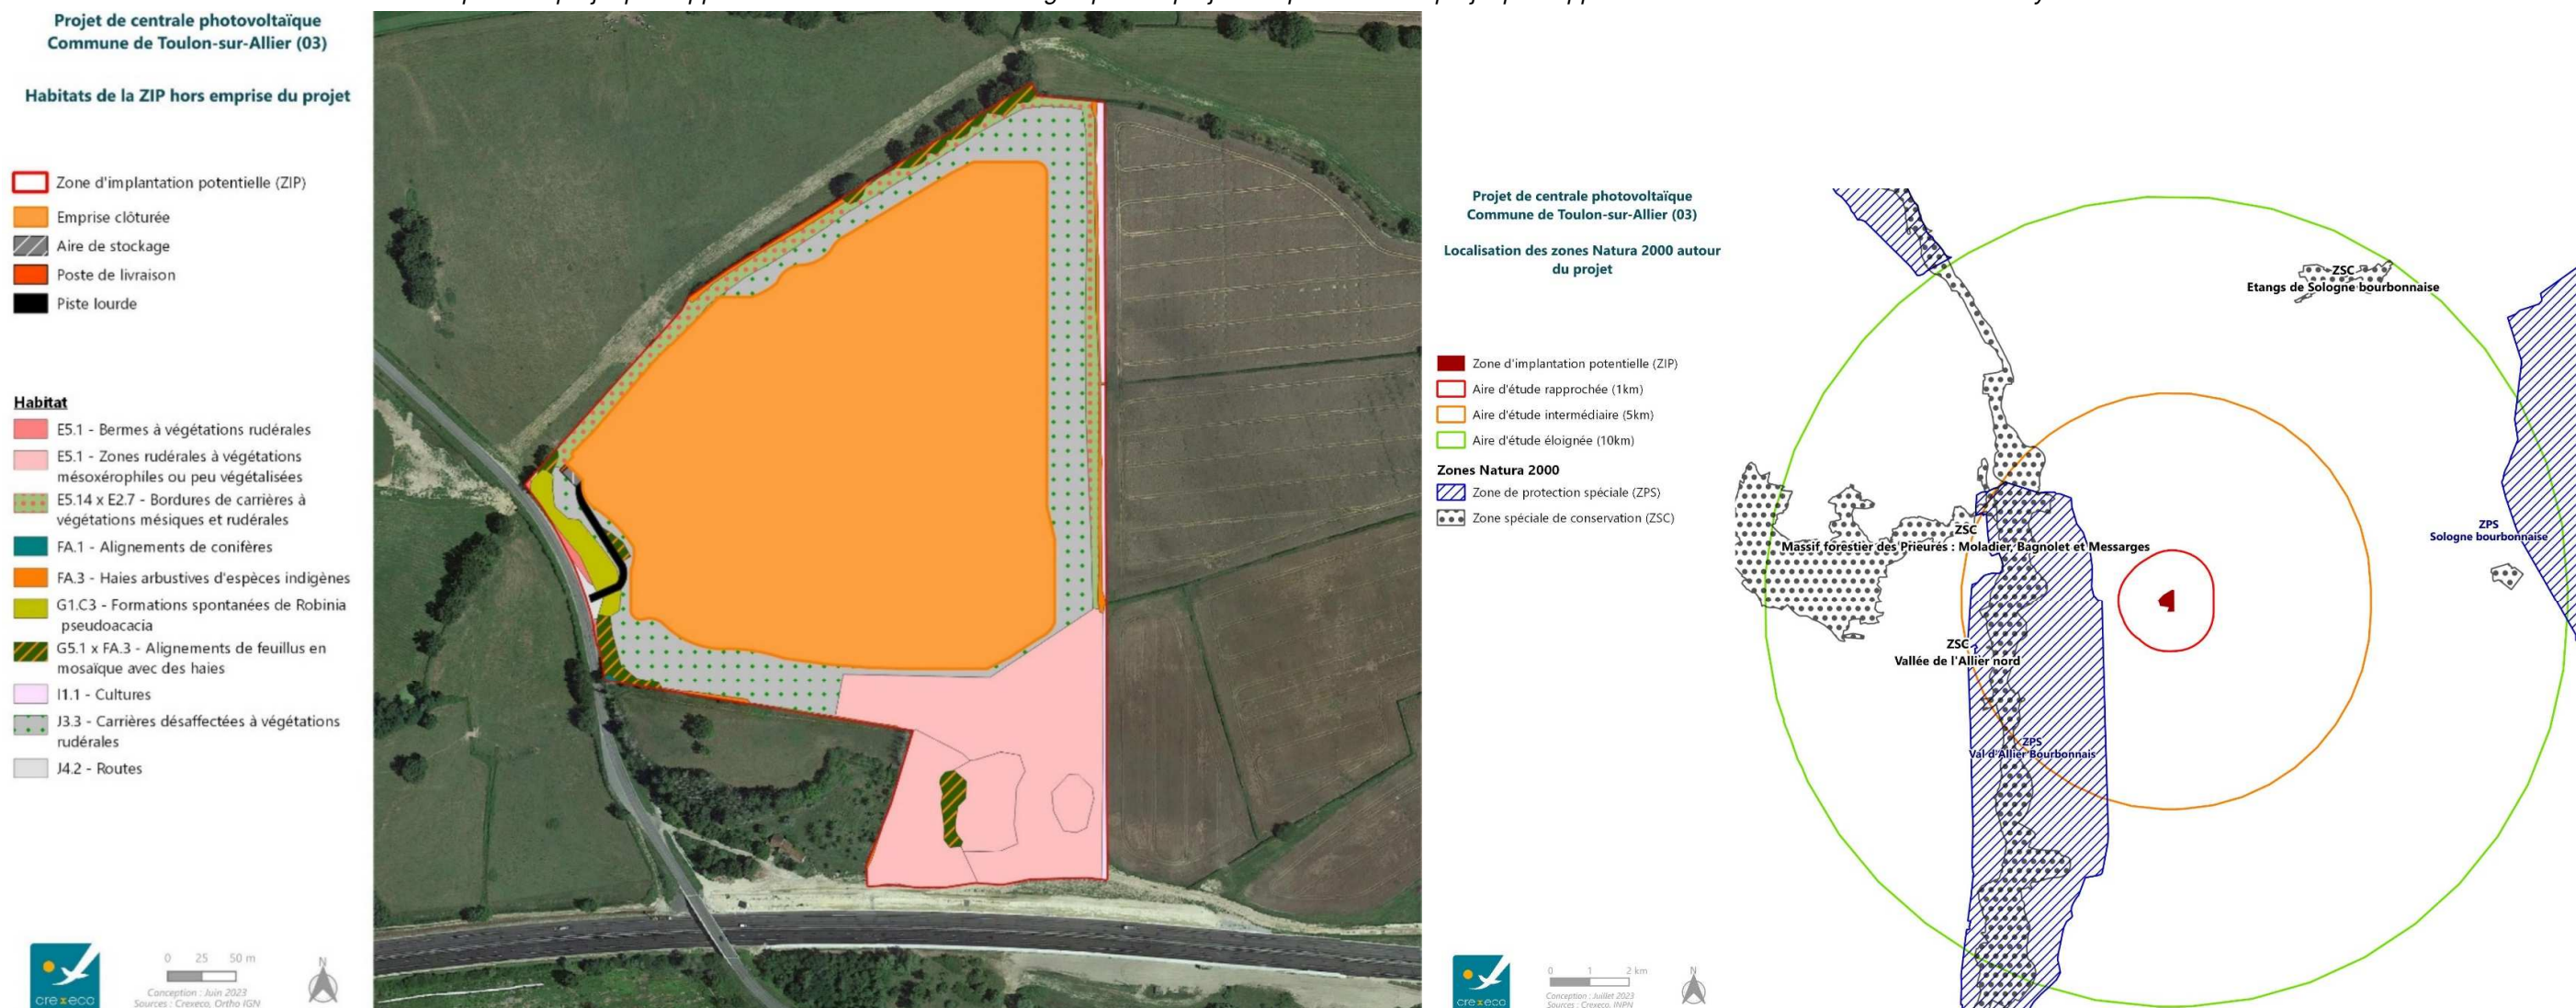 Projet de centrale photovoltaïque
Commune de Toulon-sur-Allier (03)
Habitats de la ZIP hors emprise du projet
Zone d'implantation potentielle (ZIP)
Emprise clôturée
Aire de stockage
Poste de livraison
Piste lourde
Habitat
E5.1 - Bermes à végétations rudérales
E5.1 - Zones rudérales à végétations
mésoxérophiles ou peu végétalisées
E5.14 x E2.7 - Bordures de carrières à
végétations mésiques et rudérales
FA.1 - Alignements de conifères
FA.3 - Haies arbustives d'espèces indigènes
G1.C3 - Formations spontanées de Robinia
pseudoacacia
G5.1 x FA.3 - Alignements de feuillus en
mosaïque avec des haies
I1.1 - Cultures
J3.3 - Carrières désaffectées à végétations
rudérales
J4.2 - Routes
crexeco
0 25 50 m
Conception : Juin 2023
Sources : Crexeco, Ortho IGN
N
Projet de centrale photovoltaïque
Commune de Toulon-sur-Allier (03)
Localisation des zones Natura 2000 autour
du projet
Zone d'implantation potentielle (ZIP)
Aire d'étude rapprochée (1km)
Aire d'étude intermédiaire (5km)
Aire d'étude éloignée (10km)
Zones Natura 2000
Zone de protection spéciale (ZPS)
Zone spéciale de conservation (ZSC)
crexeco
0 1 2 km
Conception : Juillet 2023
Sources : Crexeco, INPN
N
ZSC
Etangs de Sologne bourbonnaise
ZPS
Sologne bourbonnaise
ZSC
Massif forestier des Prieurés : Moladier, Bagnolet et Messarges
ZSC
Vallée de l'Allier nord
ZPS
Val d'Allier Bourbonnais